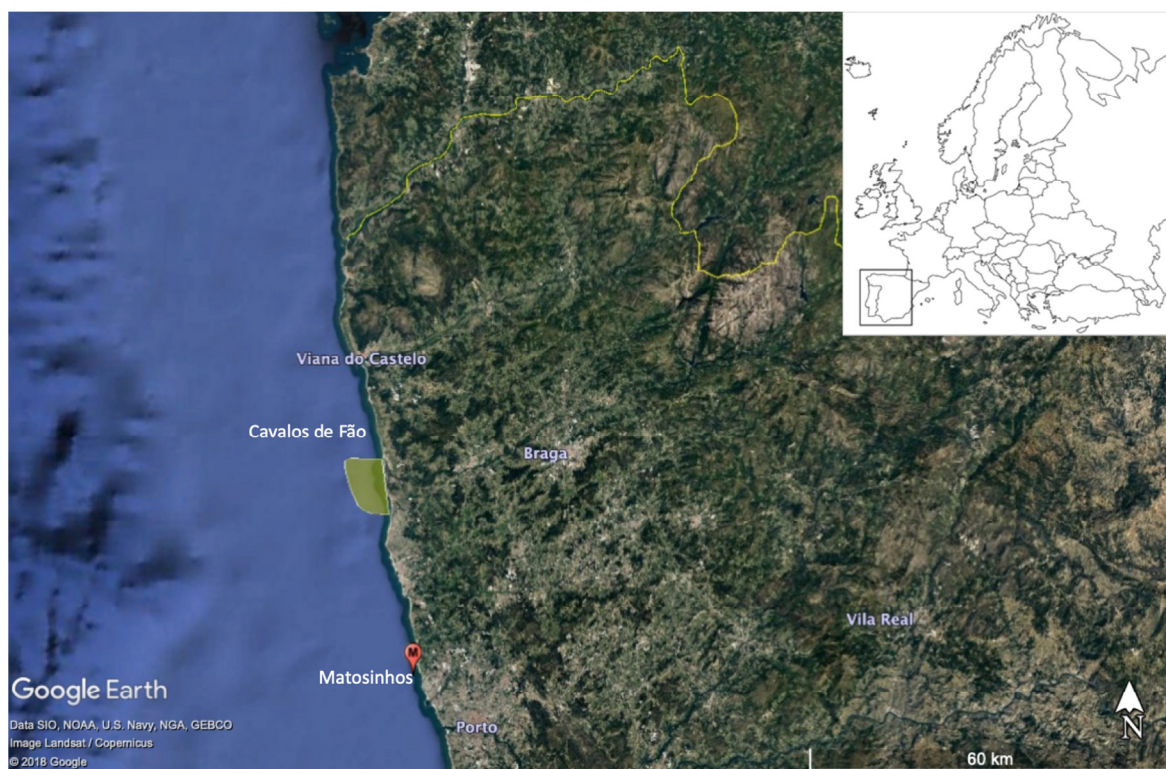 Viana do Castelo
Cavalos de Fão
Braga
Vila Real
M
Matosinhos
Porto
Google Earth
Data SIO, NOAA, U.S. Navy, NGA, GEBCO
Image Landsat / Copernicus
© 2018 Google
N
60 km